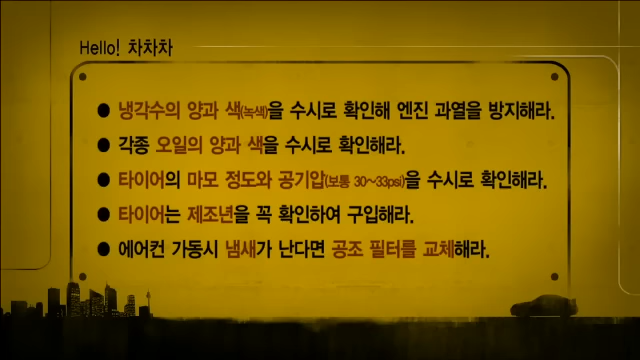 Hello! 차차차
● 냉각수의 양과 색(녹색)을 수시로 확인해 엔진 과열을 방지해라.
● 각종 오일의 양과 색을 수시로 확인해라.
● 타이어의 마모 정도와 공기압(보통 30~33psi)을 수시로 확인해라.
● 타이어는 제조년을 꼭 확인하여 구입해라.
● 에어컨 가동시 냄새가 난다면 공조 필터를 교체해라.